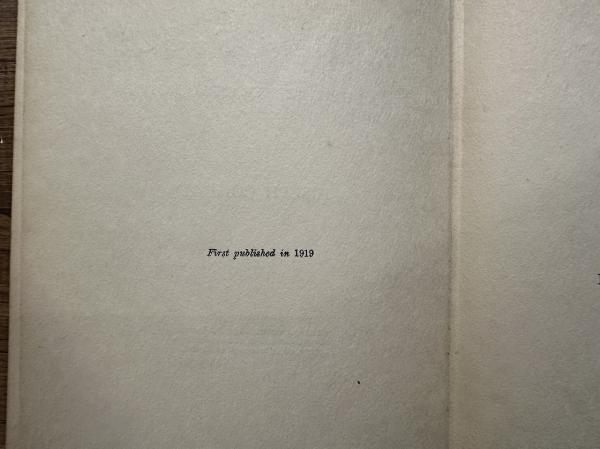 First published in 1919